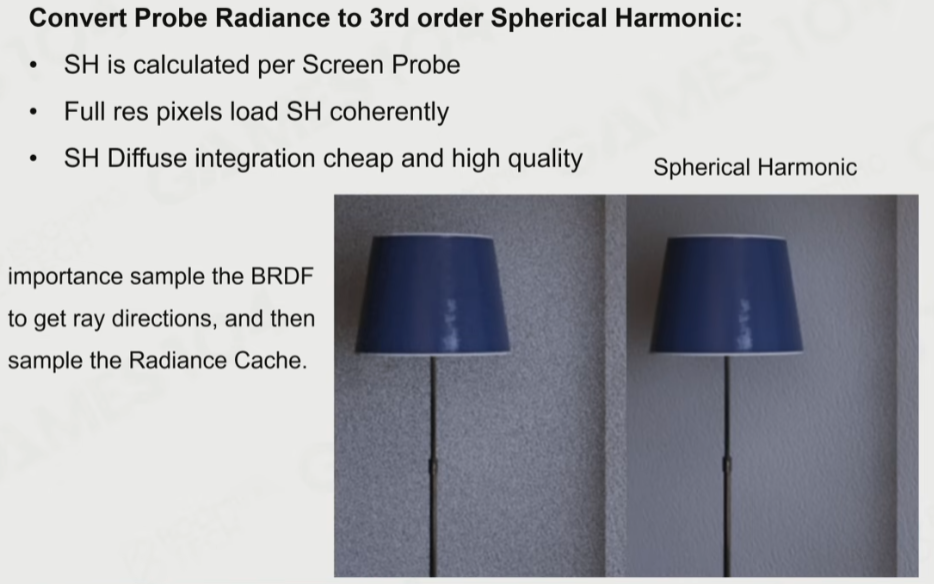 Convert Probe Radiance to 3rd order Spherical Harmonic:
• SH is calculated per Screen Probe
• Full res pixels load SH coherently
• SH Diffuse integration cheap and high quality
Spherical Harmonic
importance sample the BRDF
to get ray directions, and then
sample the Radiance Cache.